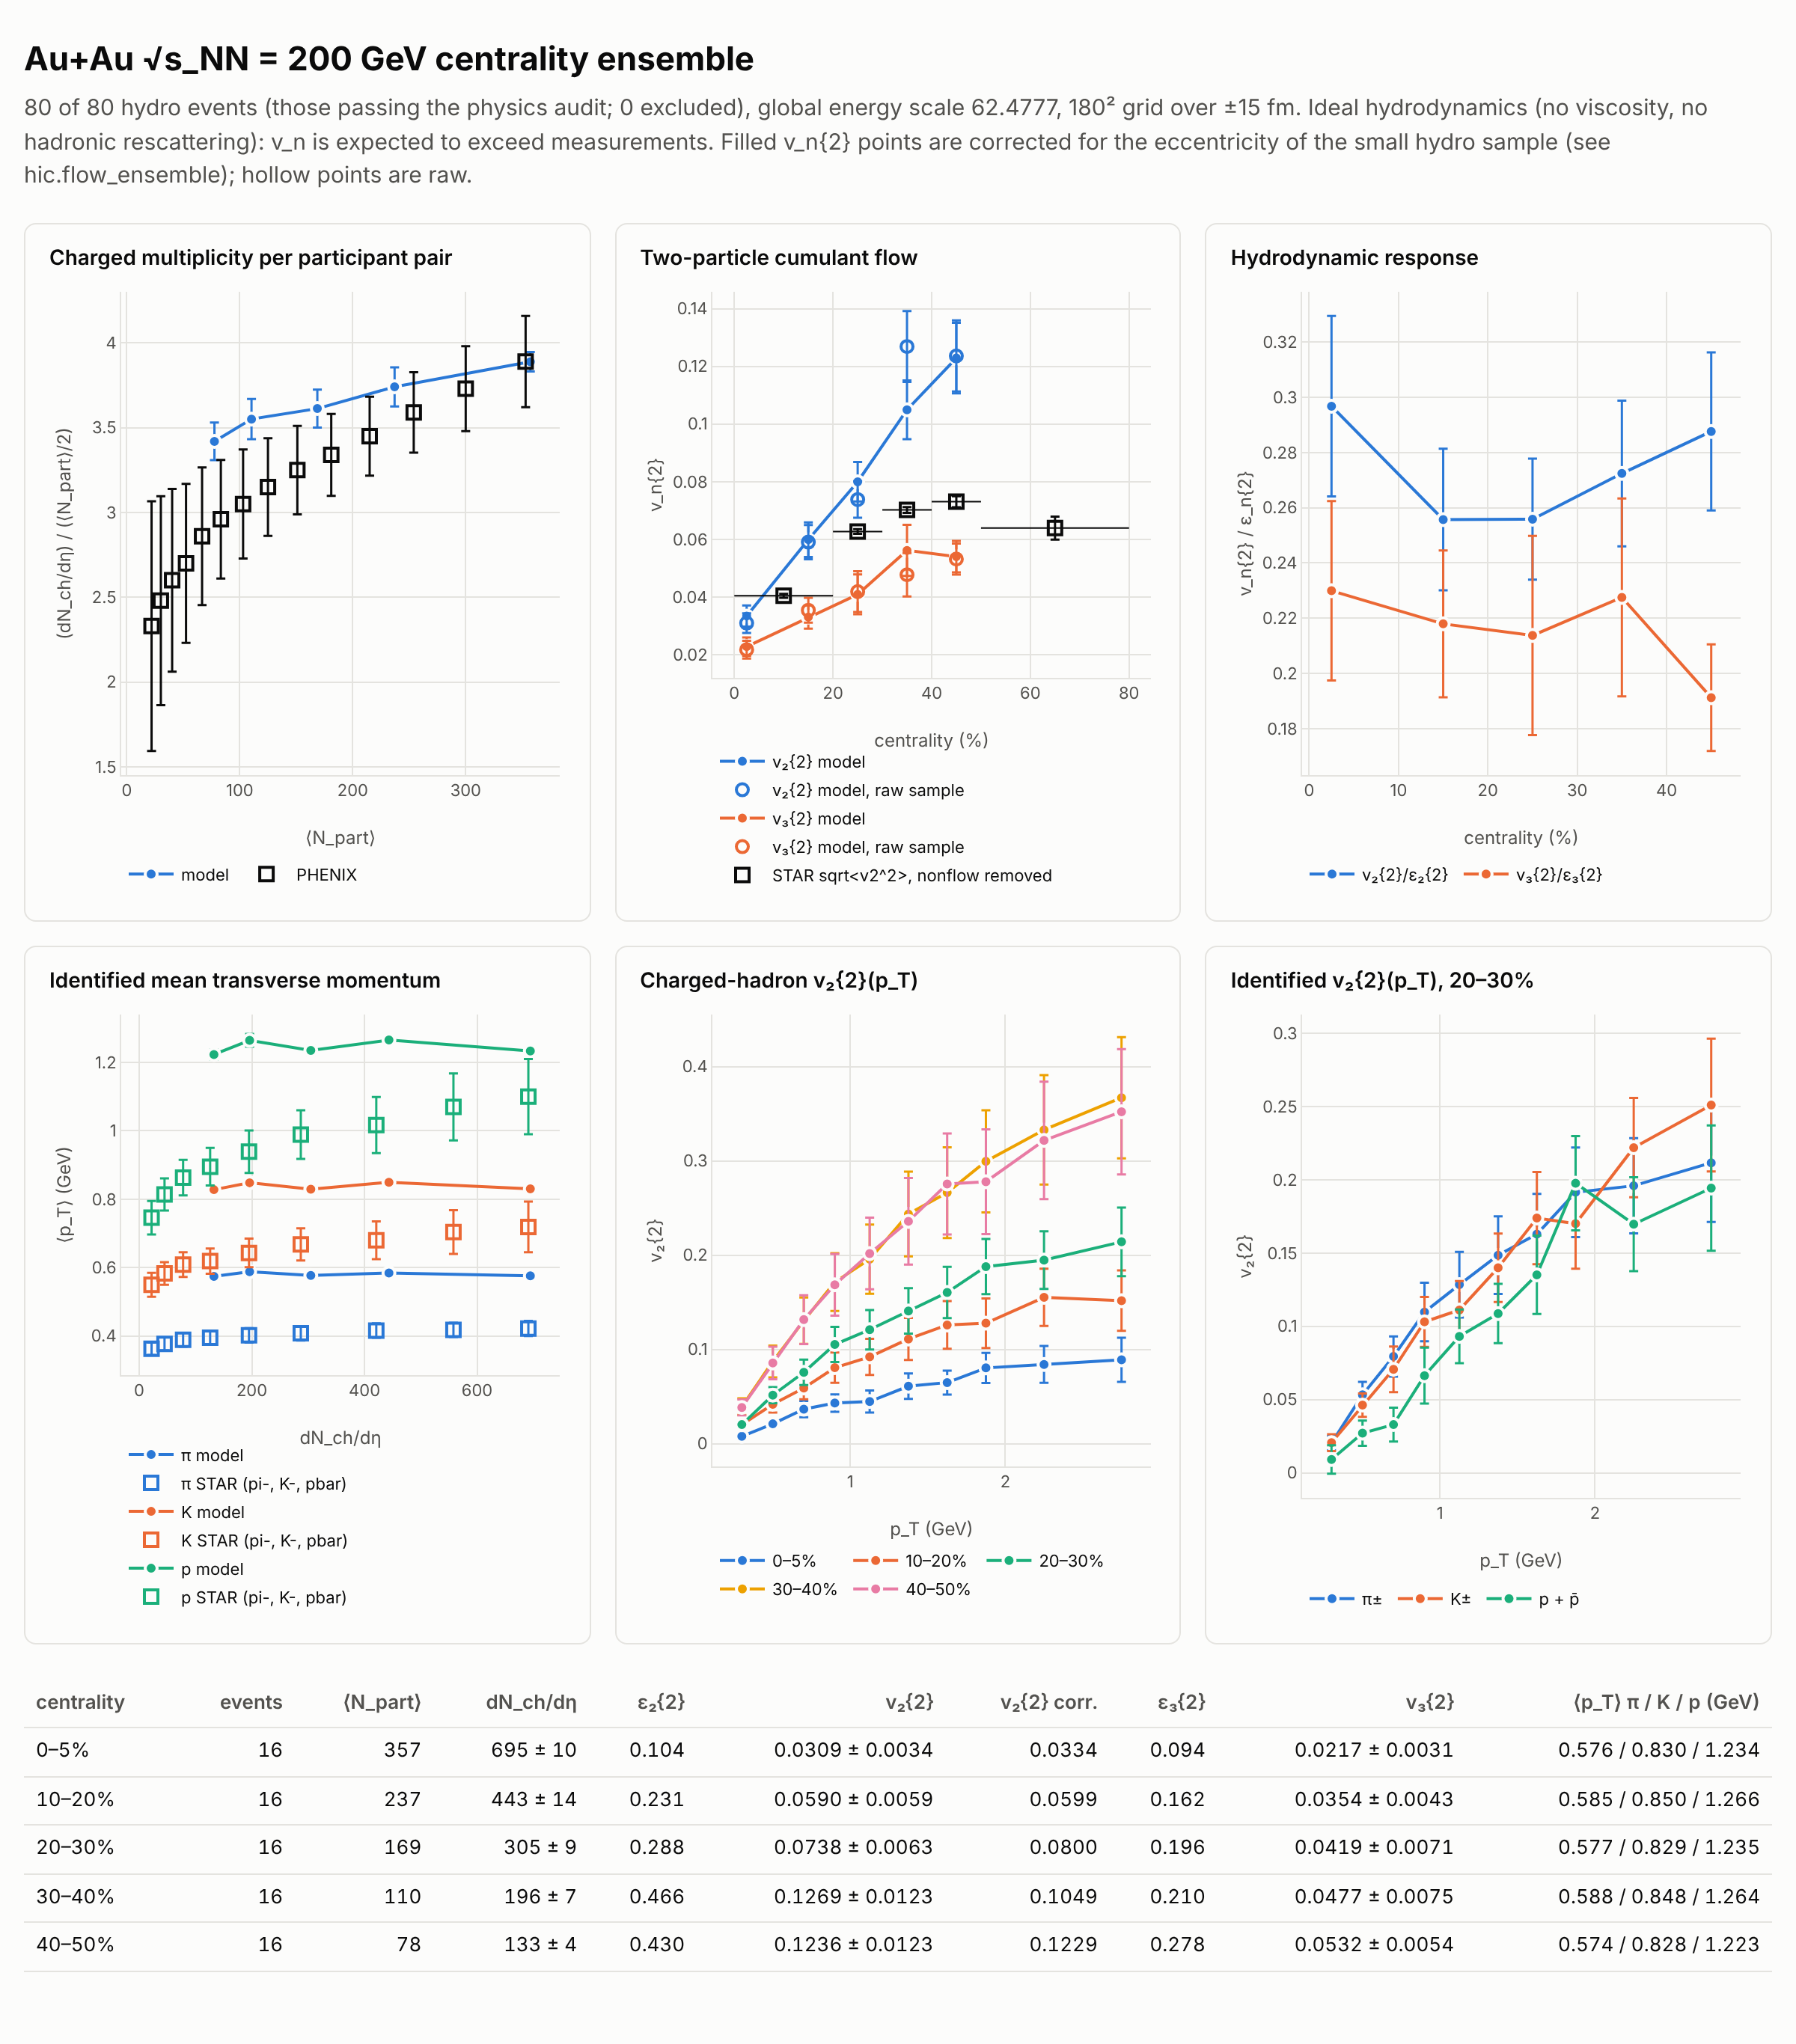 Au+Au √s_NN = 200 GeV centrality ensemble
80 of 80 hydro events (those passing the physics audit; 0 excluded), global energy scale 62.4777, 180² grid over ±15 fm. Ideal hydrodynamics (no viscosity, no
hadronic rescattering): v_n is expected to exceed measurements. Filled v_n{2} points are corrected for the eccentricity of the small hydro sample (see
hic.flow_ensemble); hollow points are raw.
Charged multiplicity per participant pair
(dN_ch/dη) / (⟨N_part⟩/2)
4
3.5
3
2.5
2
1.5
0 100 200 300
⟨N_part⟩
model PHENIX
Two-particle cumulant flow
v_n{2}
0.14
0.12
0.1
0.08
0.06
0.04
0.02
0 20 40 60 80
centrality (%)
v₂{2} model
v₂{2} model, raw sample
v₃{2} model
v₃{2} model, raw sample
STAR sqrt<v2^2>, nonflow removed
Hydrodynamic response
v_n{2} / ε_n{2}
0.32
0.3
0.28
0.26
0.24
0.22
0.2
0.18
0 10 20 30 40
centrality (%)
v₂{2}/ε₂{2} v₃{2}/ε₃{2}
Identified mean transverse momentum
⟨p_T⟩ (GeV)
1.2
1
0.8
0.6
0.4
0 200 400 600
dN_ch/dη
π model
π STAR (pi-, K-, pbar)
K model
K STAR (pi-, K-, pbar)
p model
p STAR (pi-, K-, pbar)
Charged-hadron v₂{2}(p_T)
v₂{2}
0.4
0.3
0.2
0.1
0
1 2
p_T (GeV)
0–5% 10–20% 20–30%
30–40% 40–50%
Identified v₂{2}(p_T), 20–30%
v₂{2}
0.3
0.25
0.2
0.15
0.1
0.05
0
1 2
p_T (GeV)
π± K± p + p̄
centrality events ⟨N_part⟩ dN_ch/dη ε₂{2} v₂{2} v₂{2} corr. ε₃{2} v₃{2} ⟨p_T⟩ π / K / p (GeV)
0–5% 16 357 695 ± 10 0.104 0.0309 ± 0.0034 0.0334 0.094 0.0217 ± 0.0031 0.576 / 0.830 / 1.234
10–20% 16 237 443 ± 14 0.231 0.0590 ± 0.0059 0.0599 0.162 0.0354 ± 0.0043 0.585 / 0.850 / 1.266
20–30% 16 169 305 ± 9 0.288 0.0738 ± 0.0063 0.0800 0.196 0.0419 ± 0.0071 0.577 / 0.829 / 1.235
30–40% 16 110 196 ± 7 0.466 0.1269 ± 0.0123 0.1049 0.210 0.0477 ± 0.0075 0.588 / 0.848 / 1.264
40–50% 16 78 133 ± 4 0.430 0.1236 ± 0.0123 0.1229 0.278 0.0532 ± 0.0054 0.574 / 0.828 / 1.223